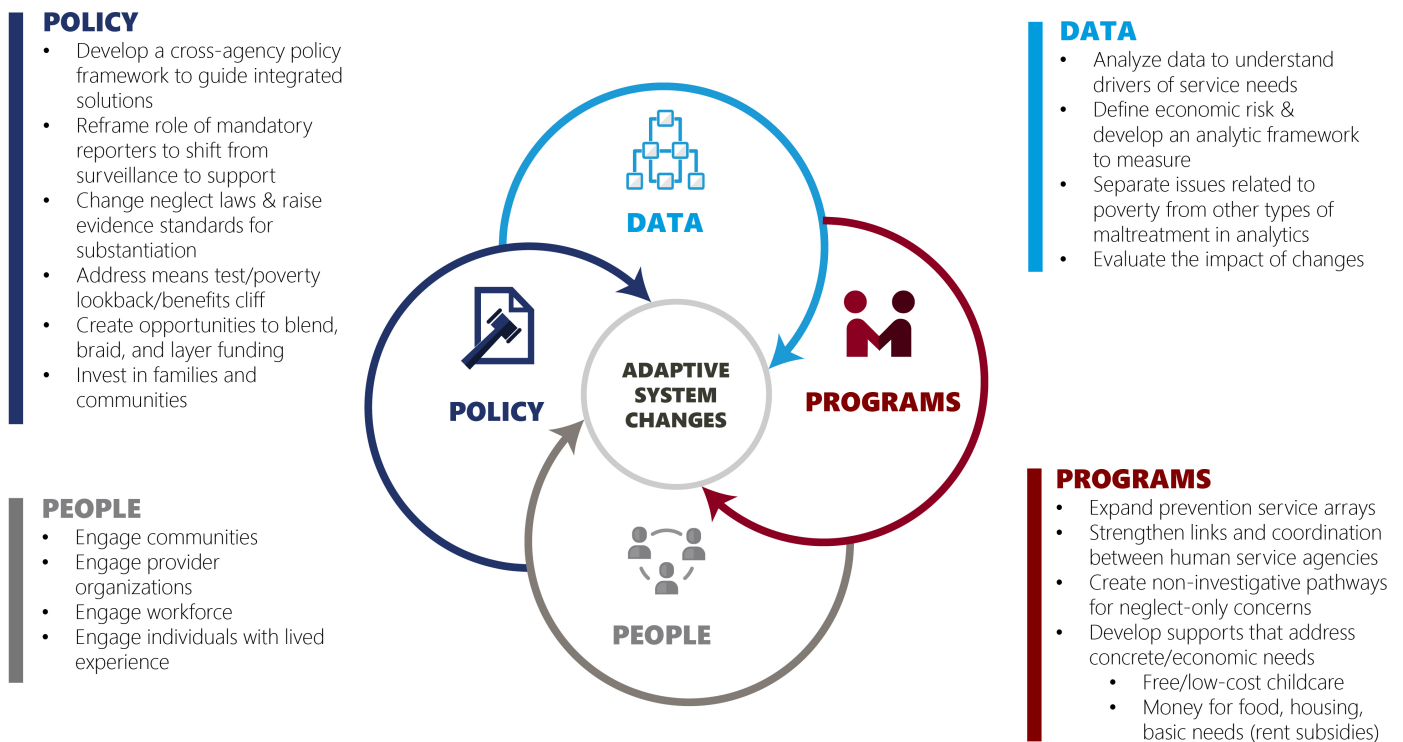 POLICY
• Develop a cross-agency policy
framework to guide integrated
solutions
• Reframe role of mandatory
reporters to shift from
surveillance to support
• Change neglect laws & raise
evidence standards for
substantiation
• Address means test/poverty
lookback/benefits cliff
• Create opportunities to blend,
braid, and layer funding
• Invest in families and
communities
PEOPLE
• Engage communities
• Engage provider
organizations
• Engage workforce
• Engage individuals with lived
experience
DATA
POLICY
ADAPTIVE
SYSTEM
CHANGES
PROGRAMS
PEOPLE
DATA
• Analyze data to understand
drivers of service needs
• Define economic risk &
develop an analytic framework
to measure
• Separate issues related to
poverty from other types of
maltreatment in analytics
• Evaluate the impact of changes
PROGRAMS
• Expand prevention service arrays
• Strengthen links and coordination
between human service agencies
• Create non-investigative pathways
for neglect-only concerns
• Develop supports that address
concrete/economic needs
• Free/low-cost childcare
• Money for food, housing,
basic needs (rent subsidies)